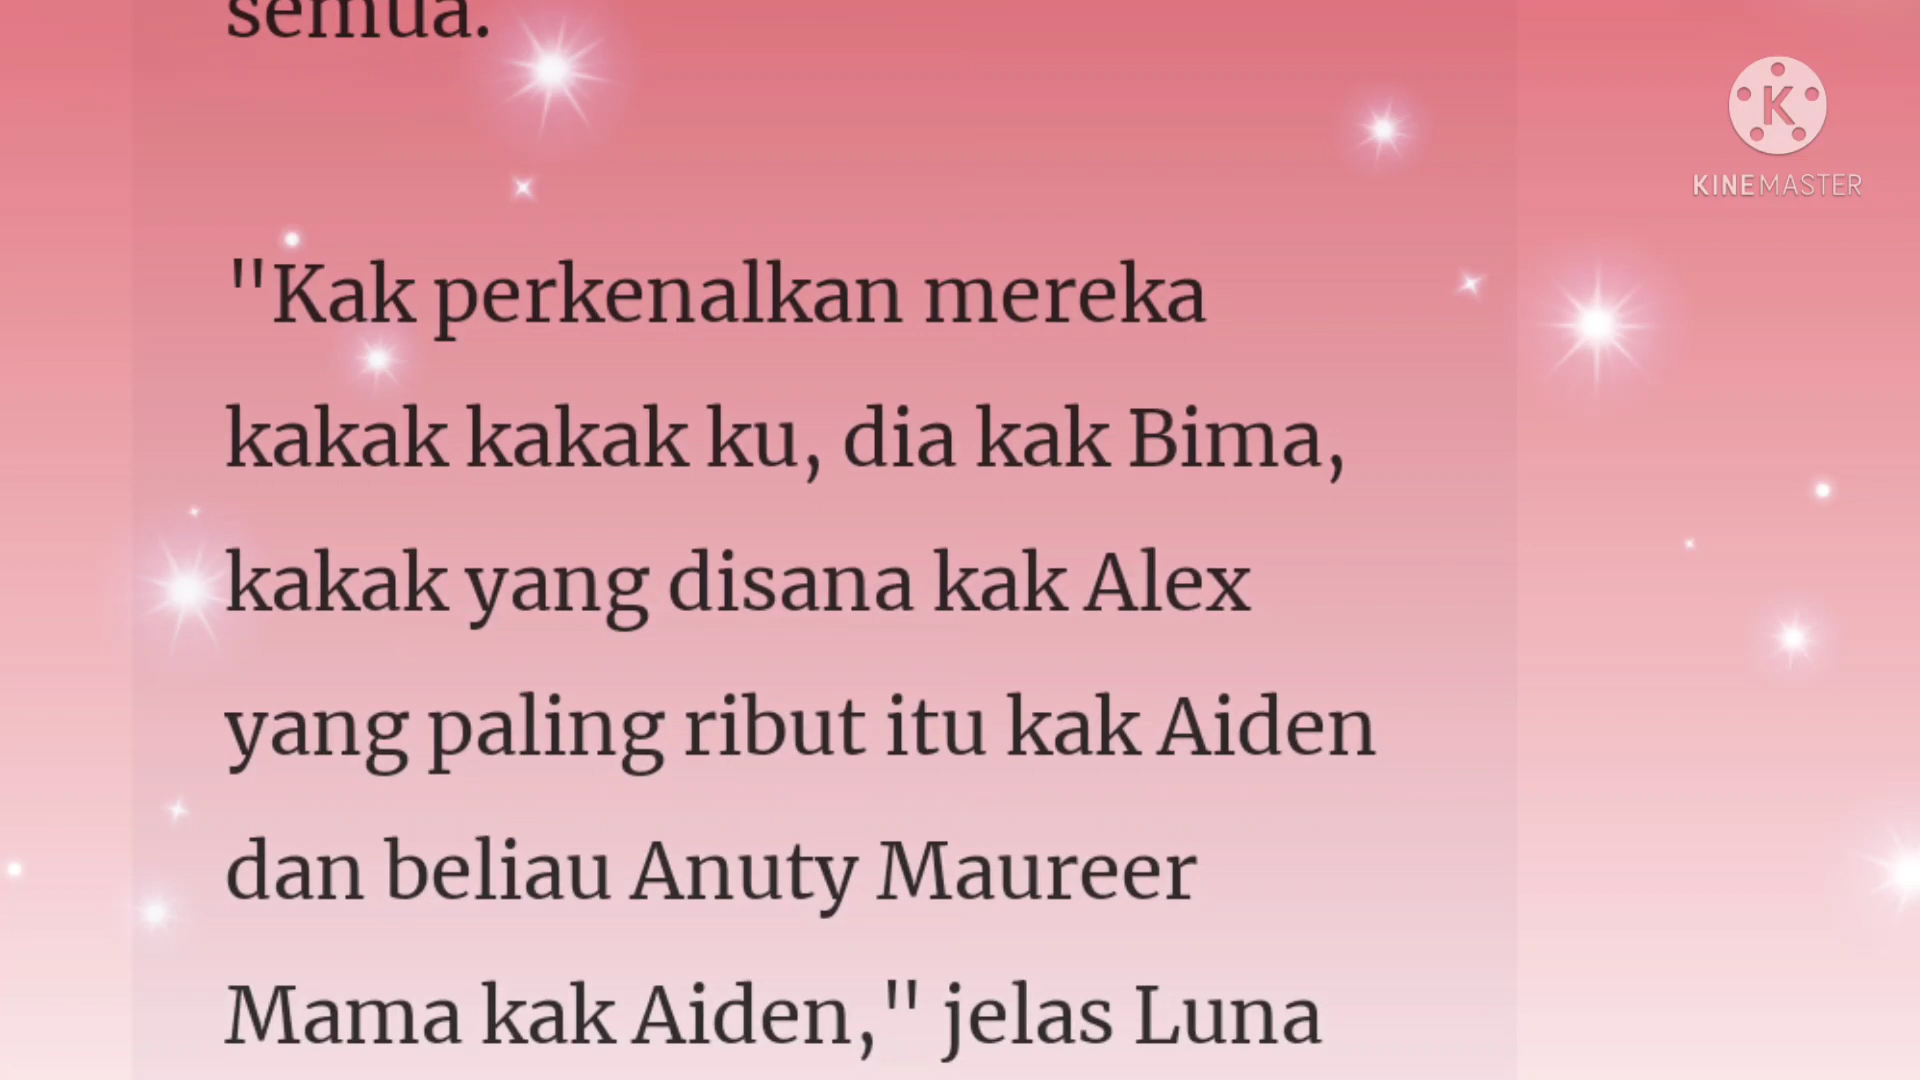 semua.
"Kak perkenalkan mereka
kakak kakak ku, dia kak Bima,
kakak yang disana kak Alex
yang paling ribut itu kak Aiden
dan beliau Anuty Maureer
Mama kak Aiden," jelas Luna
K
KINEMASTER